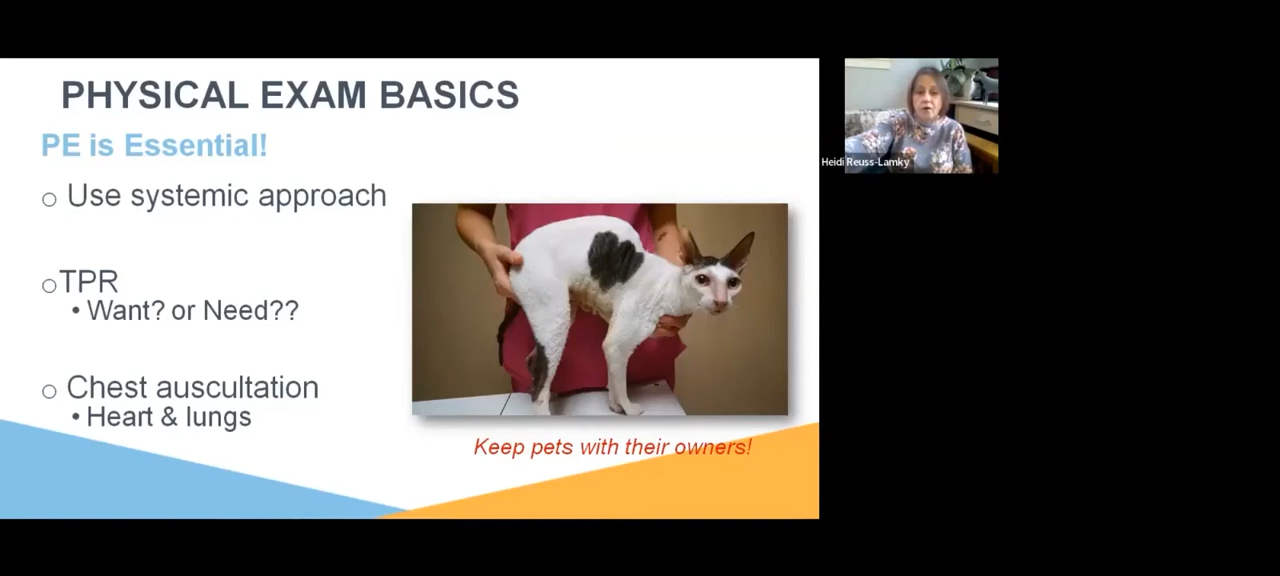 PHYSICAL EXAM BASICS
PE is Essential!
o Use systemic approach
oTPR
• Want? or Need??
o Chest auscultation
• Heart & lungs
Keep pets with their owners!
Heidi Reuss-Lamky